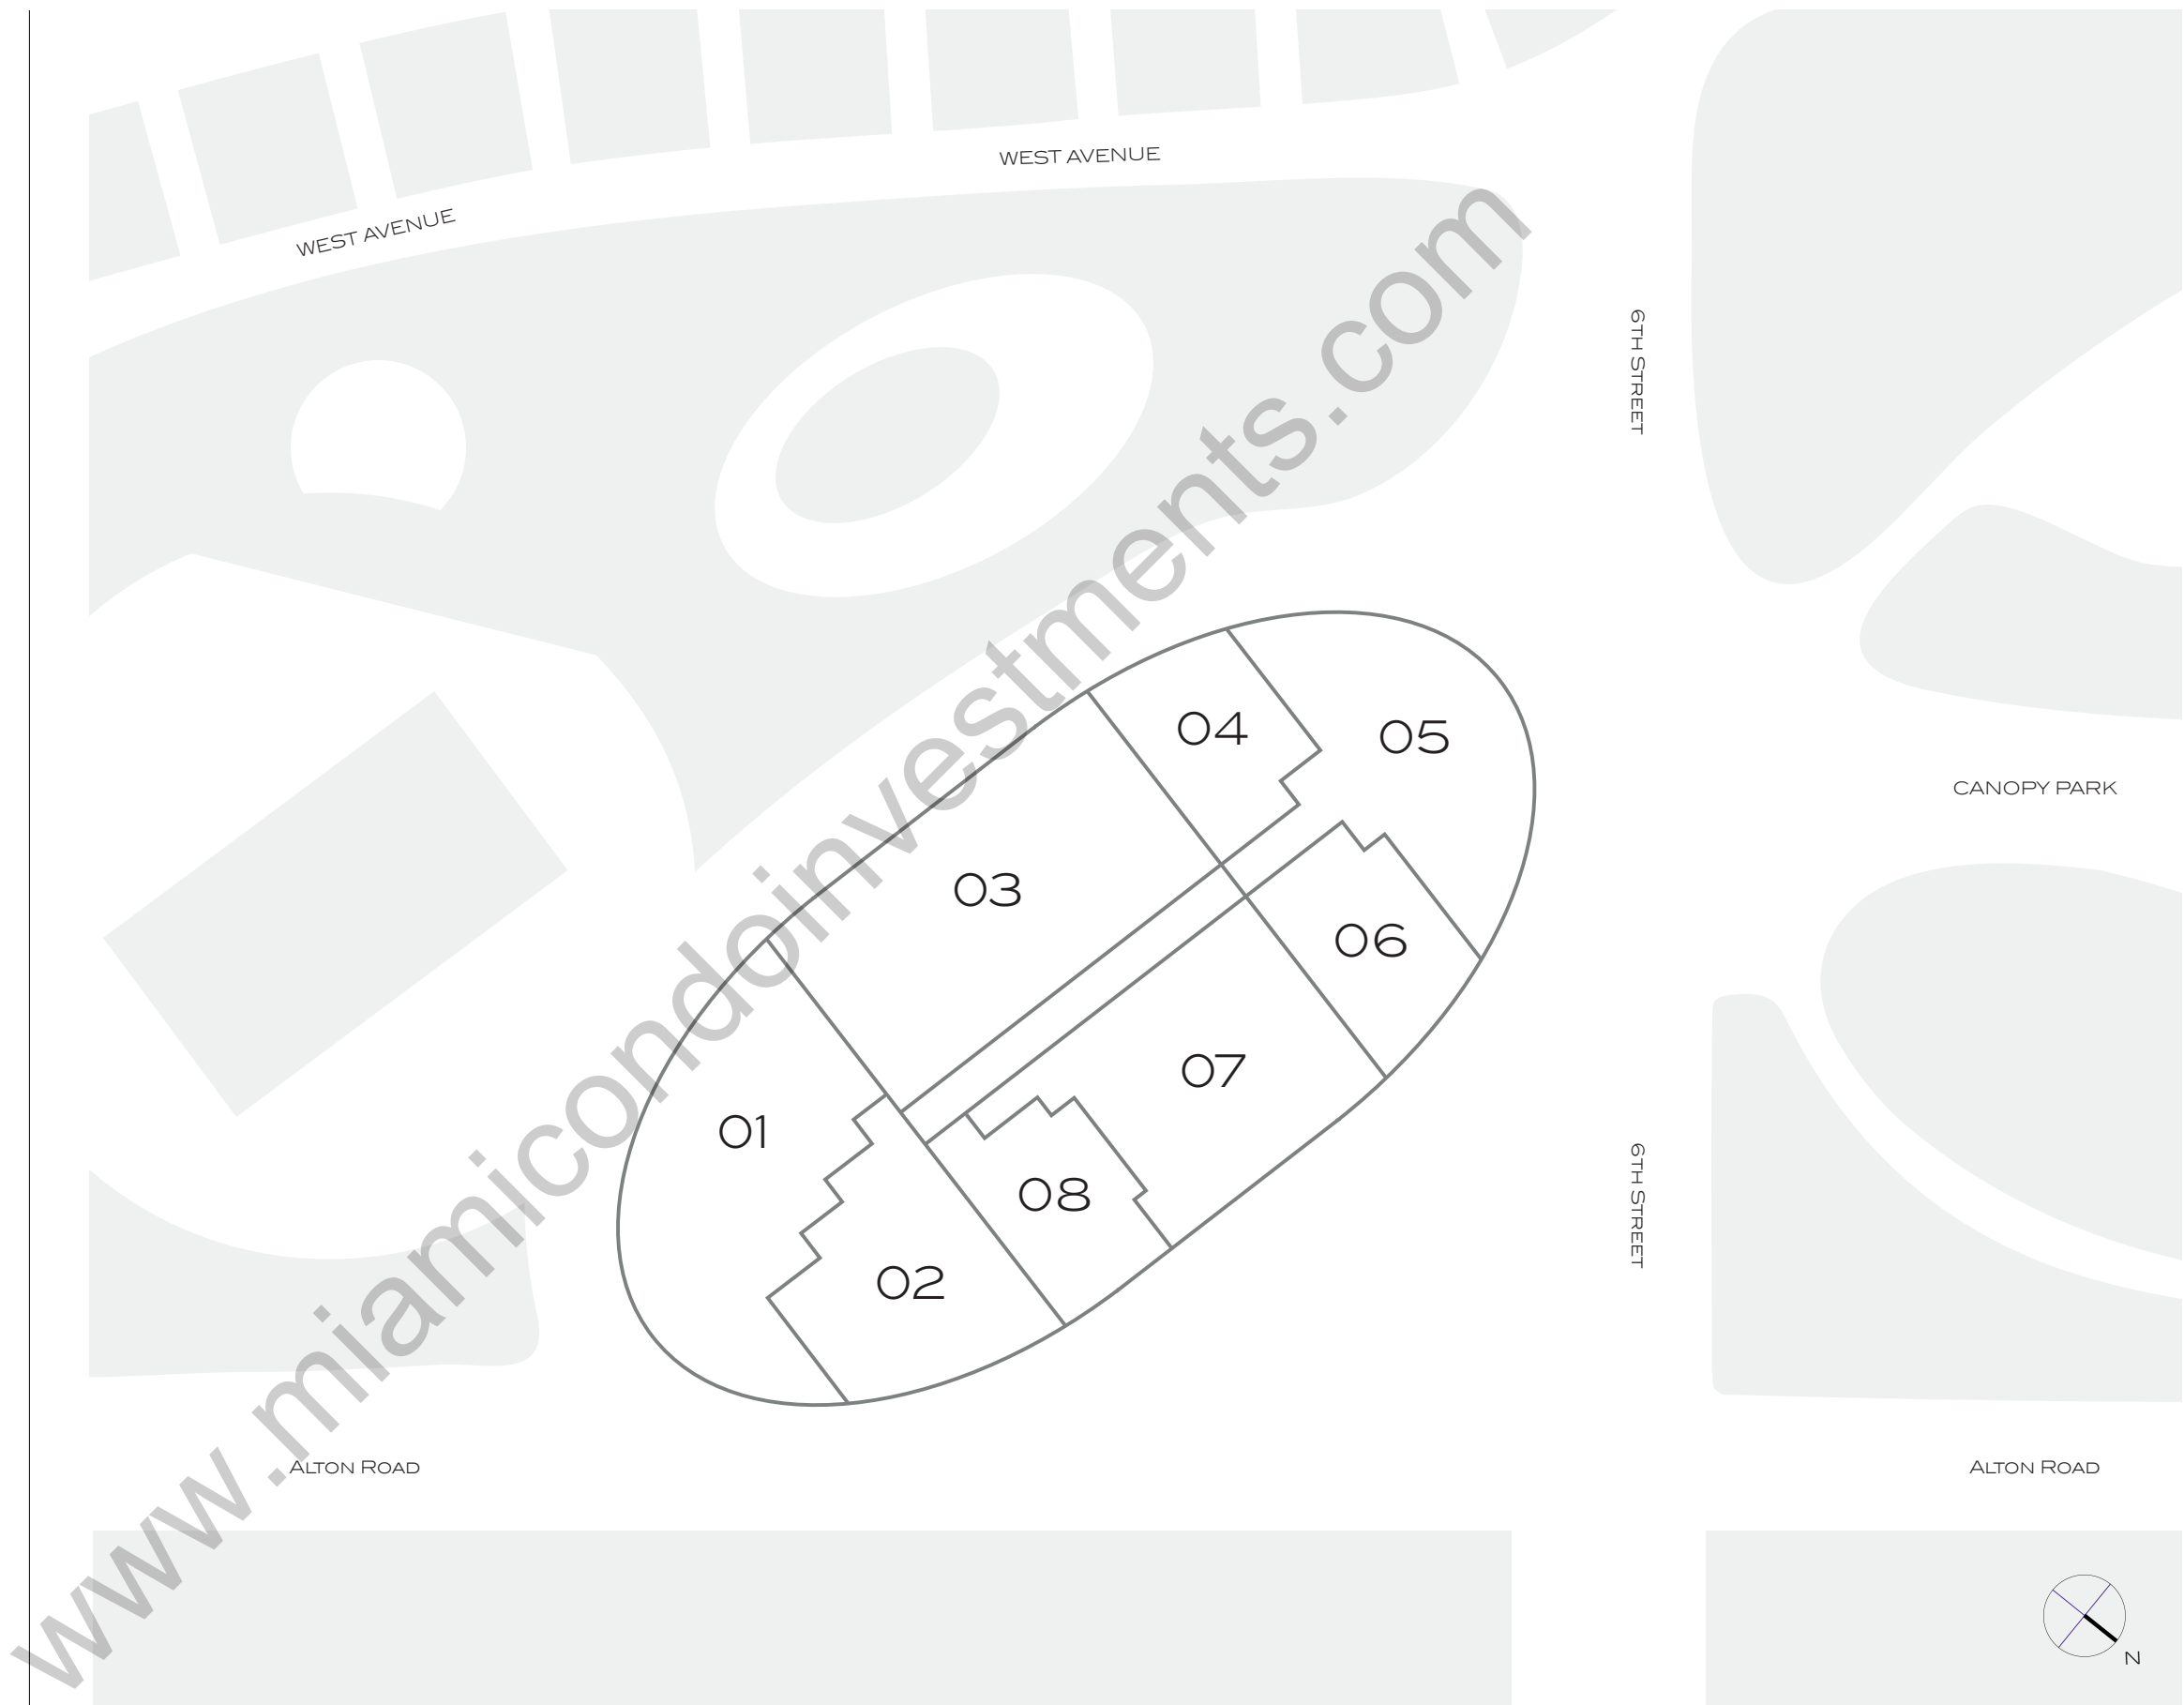 WEST AVENUE
WEST AVENUE
6TH STREET
04
05
CANOPY PARK
03
06
07
01
08
6TH STREET
02
ALTON ROAD
ALTON ROAD
N
www.miamicondoinvestments.com